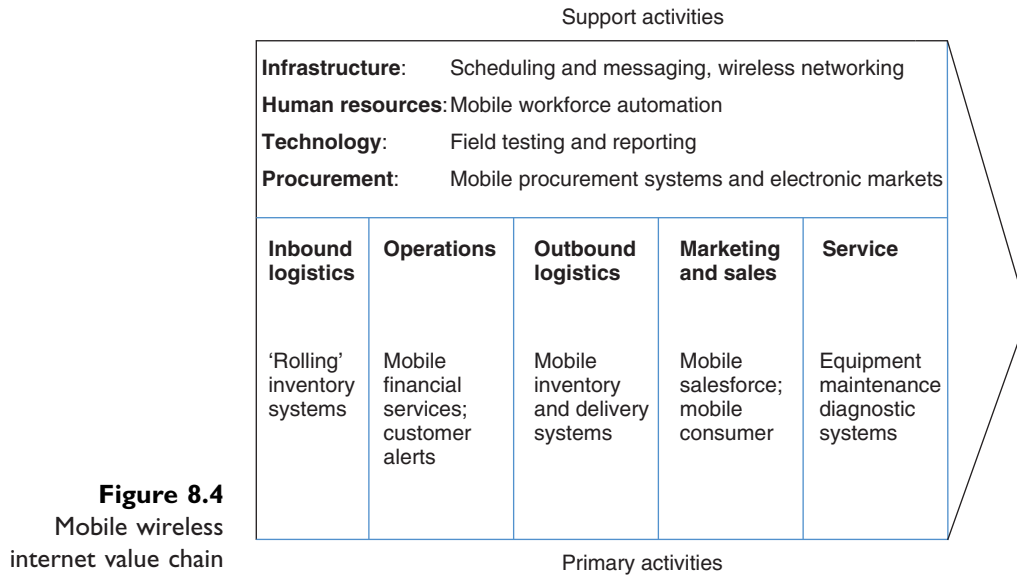 Support activities
Infrastructure: Scheduling and messaging, wireless networking
Human resources: Mobile workforce automation
Technology: Field testing and reporting
Procurement: Mobile procurement systems and electronic markets
Inbound
logistics
‘Rolling’
inventory
systems
Operations
Mobile
financial
services;
customer
alerts
Outbound
logistics
Mobile
inventory
and delivery
systems
Marketing
and sales
Mobile
salesforce;
mobile
consumer
Service
Equipment
maintenance
diagnostic
systems
Primary activities
Figure 8.4
Mobile wireless
internet value chain